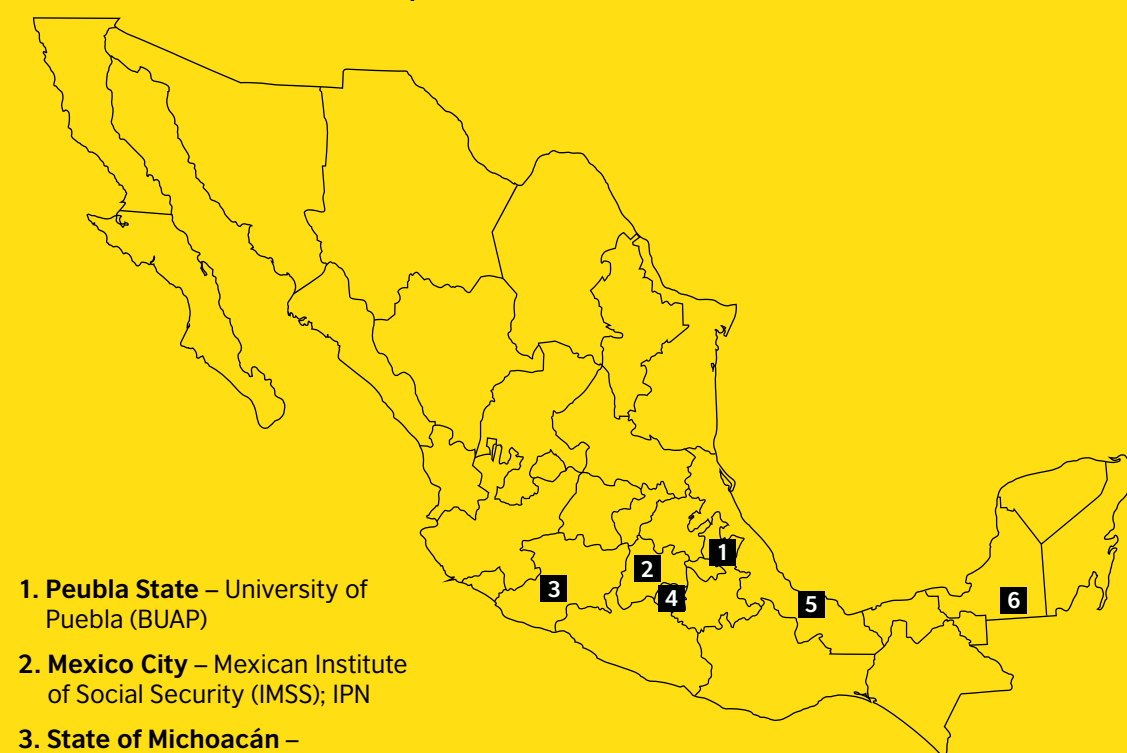 1
2
3
4
5
6
1. Peubla State – University of
Puebla (BUAP)
2. Mexico City – Mexican Institute
of Social Security (IMSS); IPN
3. State of Michoacán –